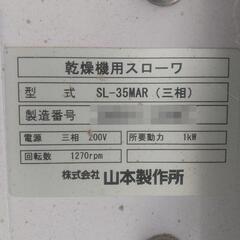 乾燥機用スローワ
型 式 SL-35MAR (三相)
製造番号
電源 三相 200V 所要動力 1kW
回転数 1270rpm
株式会社 山本製作所